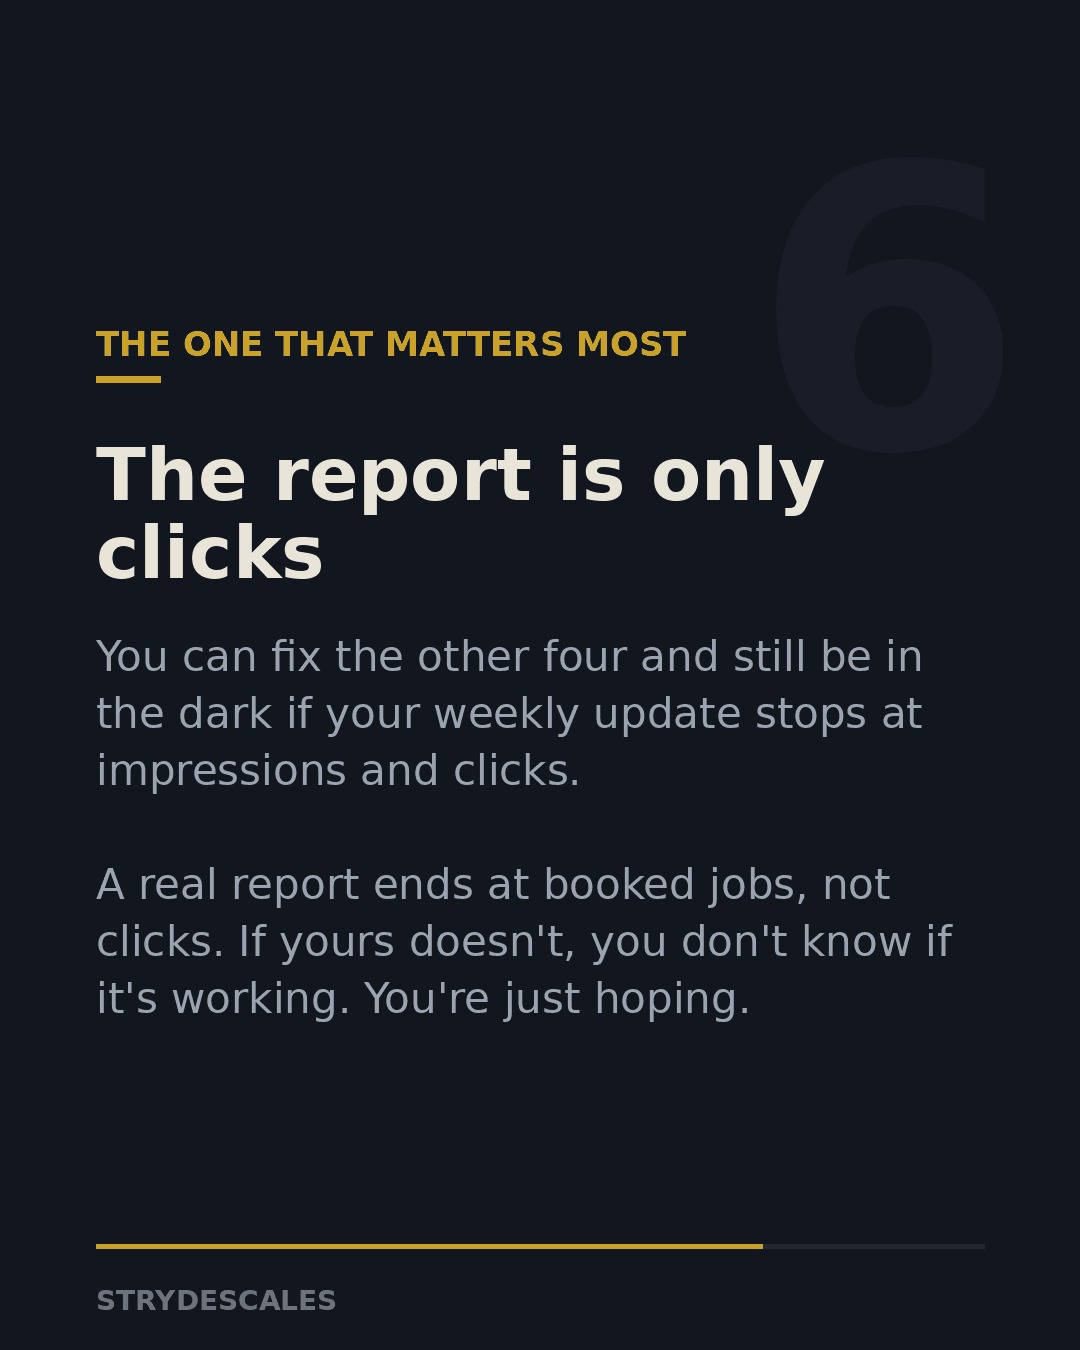 6
THE ONE THAT MATTERS MOST
The report is only
clicks
You can fix the other four and still be in
the dark if your weekly update stops at
impressions and clicks.
A real report ends at booked jobs, not
clicks. If yours doesn't, you don't know if
it's working. You're just hoping.
STRYDESCALES